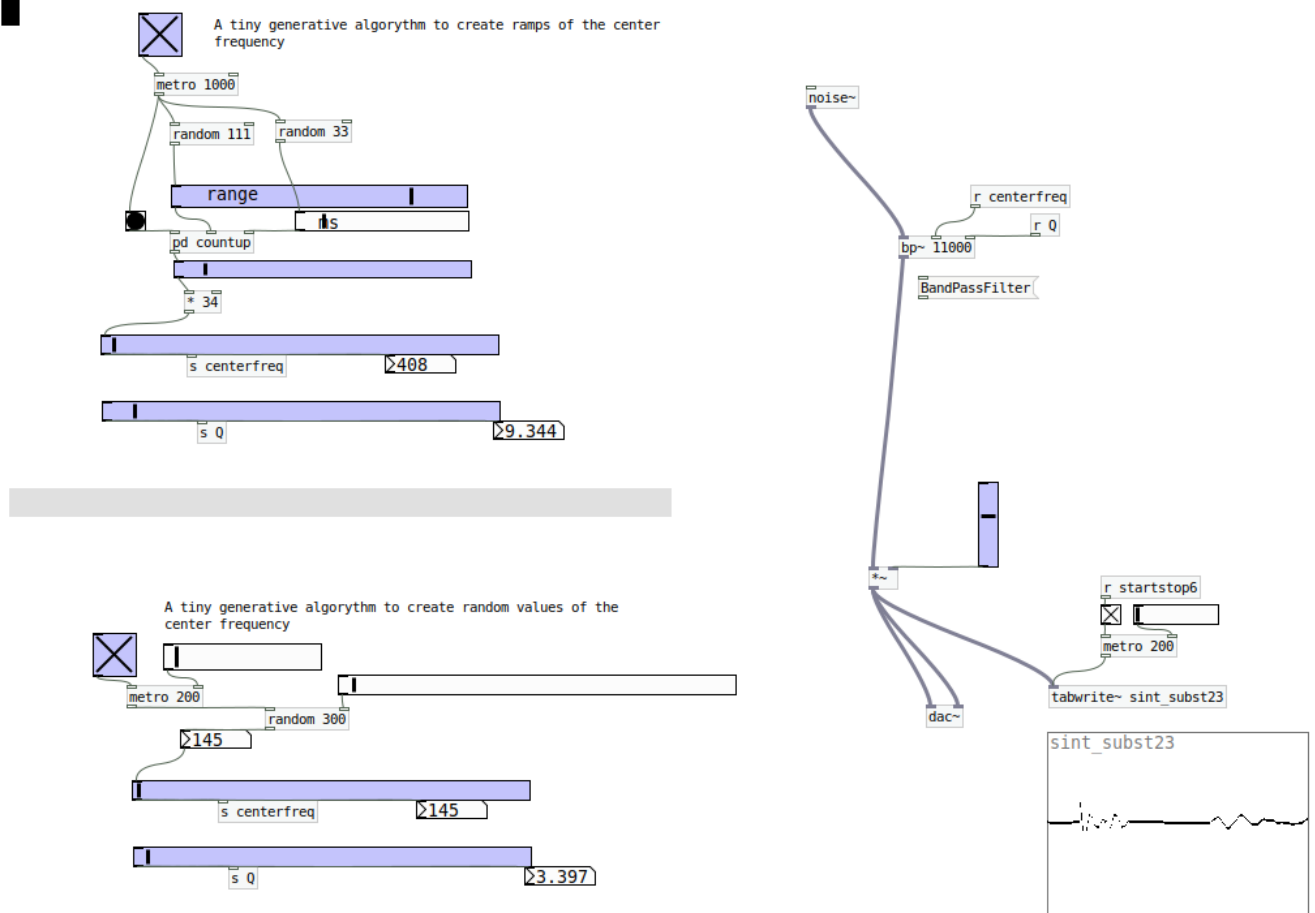 A tiny generative algorythm to create ramps of the center
frequency
metro 1000
random 111
random 33
range
ms
pd countup
* 34
s centerfreq
408
s Q
9.344
A tiny generative algorythm to create random values of the
center frequency
metro 200
random 300
145
s centerfreq
145
s Q
3.397
noise~
r centerfreq
r Q
bp~ 11000
BandPassFilter
*~
r startstop6
metro 200
tabwrite~ sint_subst23
dac~
sint_subst23